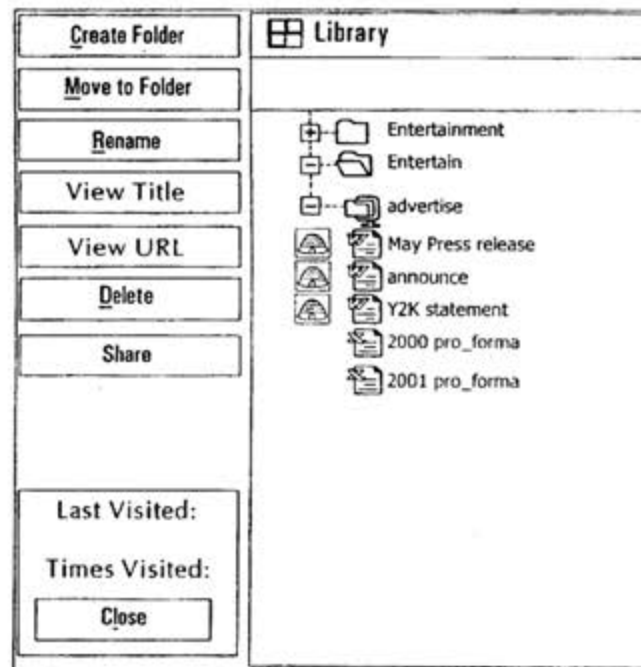 Create Folder
Move to Folder
Rename
View Title
View URL
Delete
Share
Last Visited:
Times Visited:
Close
Library
Entertainment
Entertain
advertise
May Press release
announce
Y2K statement
2000 pro_forma
2001 pro_forma